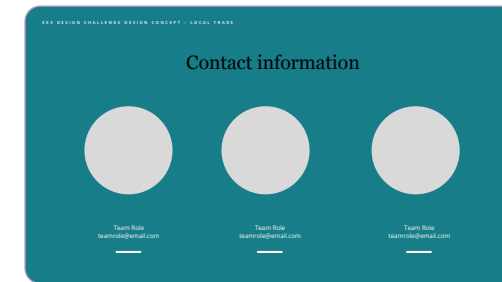 XXX DESIGN CHALLENGE DESIGN CONCEPT – LOCAL TRADE
Contact information
Team Role
teamrole@email.com
Team Role
teamrole@email.com
Team Role
teamrole@email.com